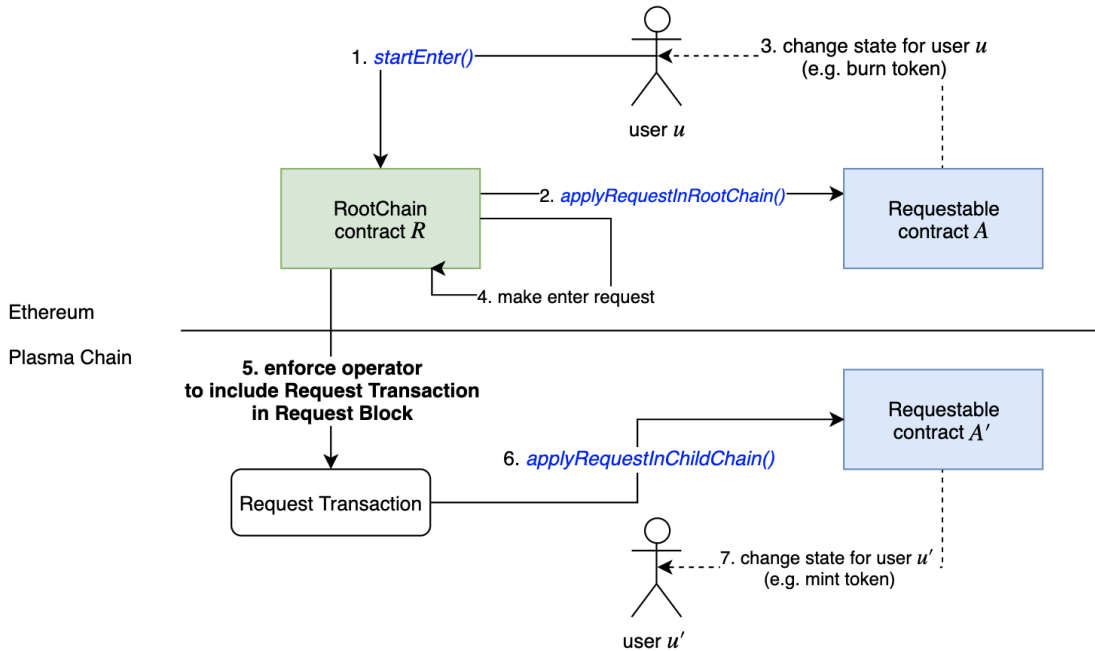 1. startEnter()
3. change state for user u
(e.g. burn token)
user u
RootChain
contract R
2. applyRequestInRootChain()
Requestable
contract A
4. make enter request
Ethereum
Plasma Chain
5. enforce operator
to include Request Transaction
in Request Block
Requestable
contract A′
6. applyRequestInChildChain()
Request Transaction
7. change state for user u′
(e.g. mint token)
user u′